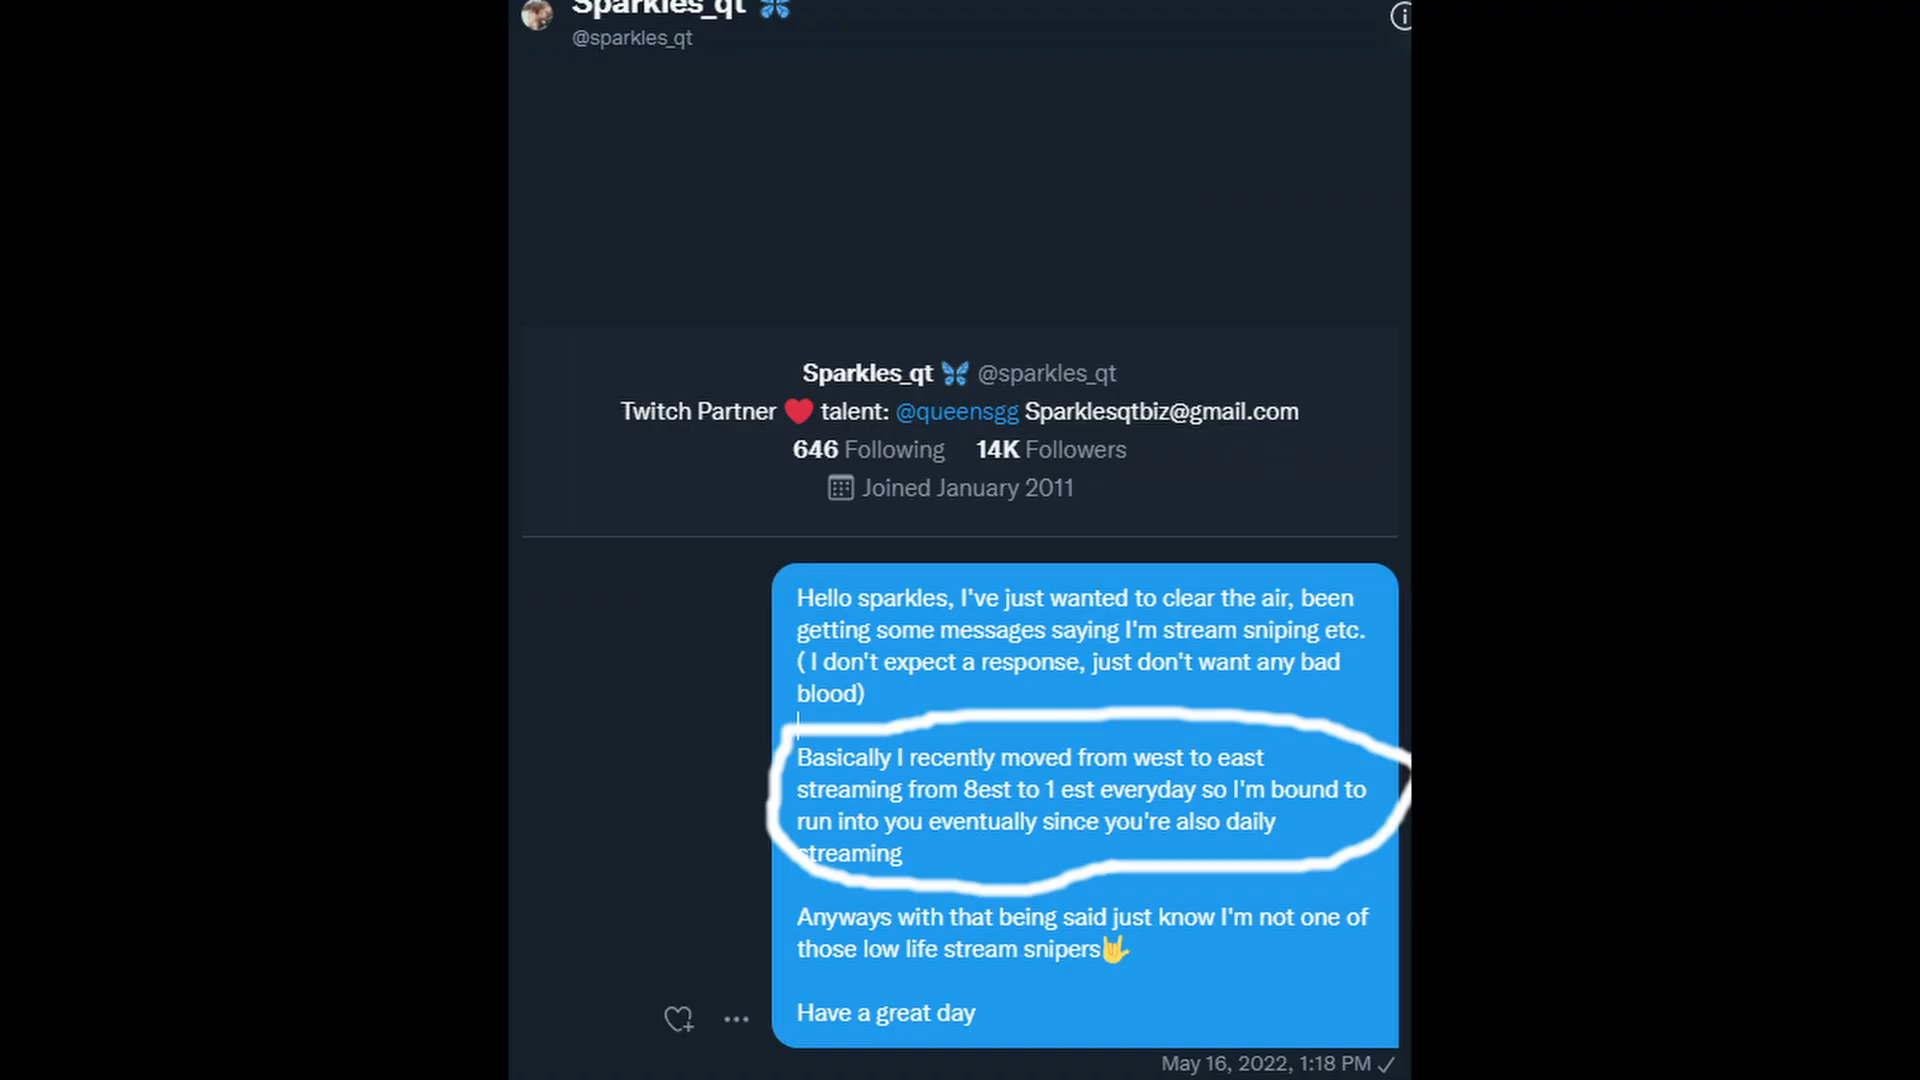 Sparkles_qt 🦋
@sparkles_qt
Sparkles_qt 🦋 @sparkles_qt
Twitch Partner ❤️ talent: @queensgg Sparklesqtbiz@gmail.com
646 Following 14K Followers
Joined January 2011
Hello sparkles, I've just wanted to clear the air, been
getting some messages saying I'm stream sniping etc.
( I don't expect a response, just don't want any bad
blood)
Basically I recently moved from west to east
streaming from 8est to 1 est everyday so I'm bound to
run into you eventually since you're also daily
streaming
Anyways with that being said just know I'm not one of
those low life stream snipers🤟
Have a great day
May 16, 2022, 1:18 PM ✓